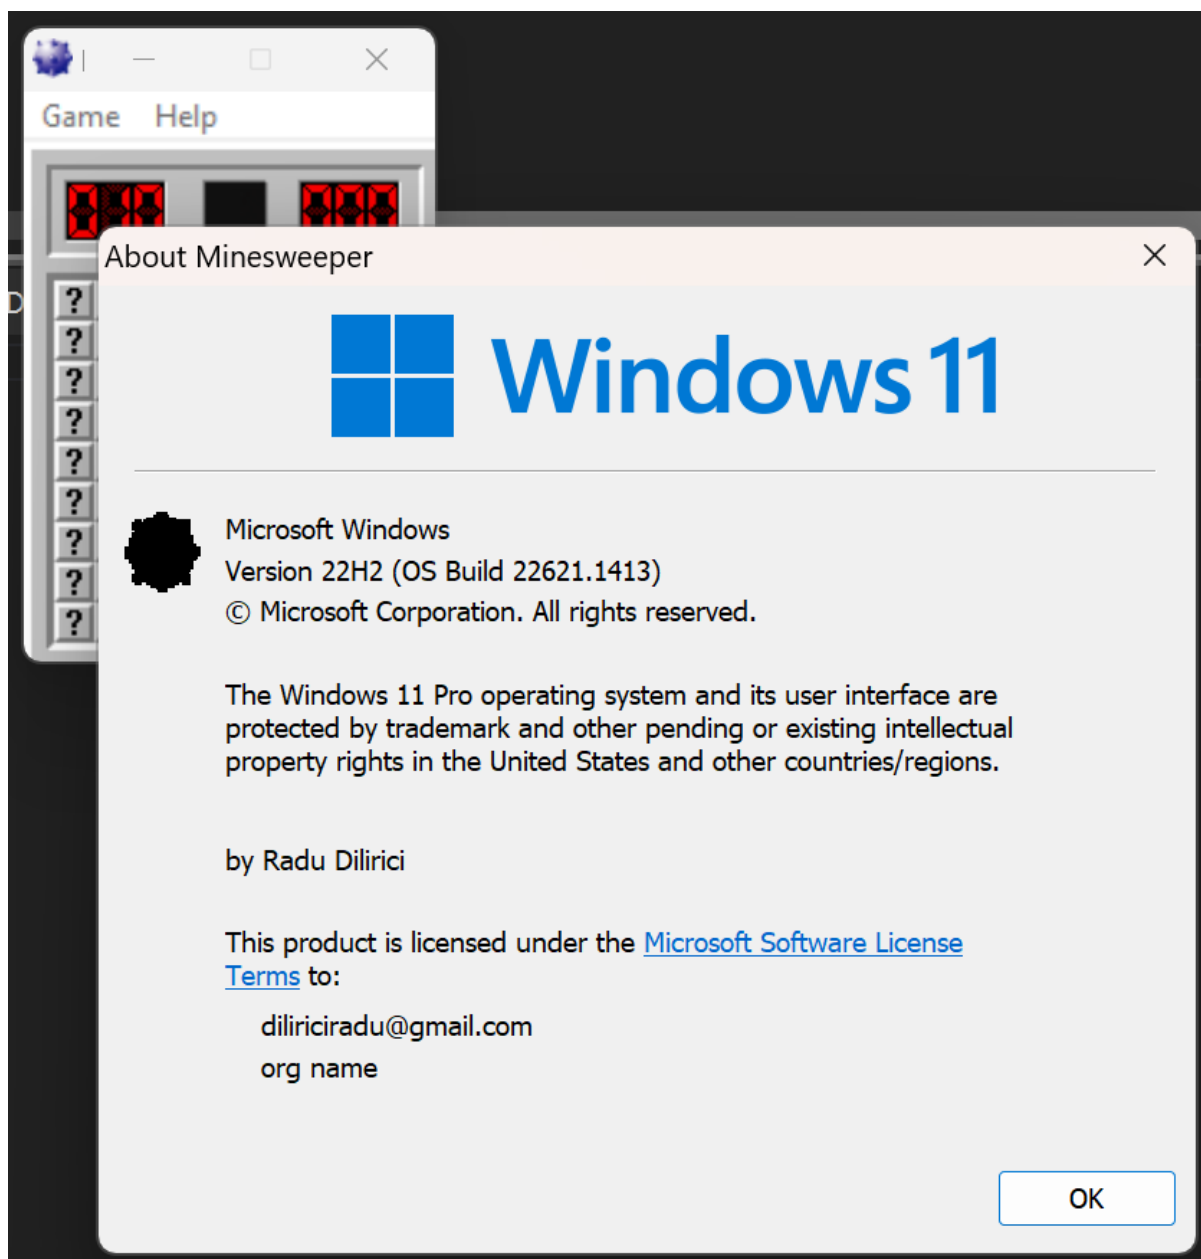 Game Help
About Minesweeper
D
?
?
?
?
?
?
?
?
?
Windows 11
Microsoft Windows
Version 22H2 (OS Build 22621.1413)
© Microsoft Corporation. All rights reserved.
The Windows 11 Pro operating system and its user interface are
protected by trademark and other pending or existing intellectual
property rights in the United States and other countries/regions.
by Radu Dilirici
This product is licensed under the Microsoft Software License
Terms to:
diliriciradu@gmail.com
org name
OK